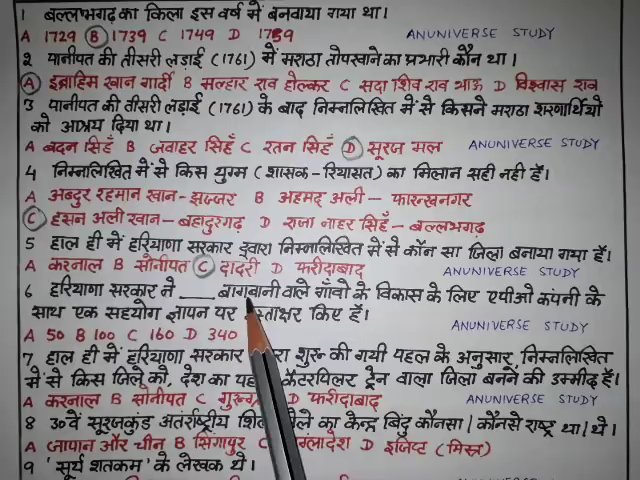 1 बल्लभगढ़ का किला इस वर्ष में बनवाया गया था।
A 1729 B 1739 C 1749 D 1759 ANUNIVERSE STUDY
2 पानीपत की तीसरी लड़ाई (1761) में मराठा तोपखाने का प्रभारी कौन था।
A इब्राहिम खान गार्दी B मल्हार राव होल्कर C सदा शिव राव भाऊ D विश्वास राव
3 पानीपत की तीसरी लड़ाई (1761) के बाद निम्नलिखित में से किसने मराठा शरणार्थियो
को आश्रय दिया था।
A बदन सिहँ B जवाहर सिहँ C रतन सिहँ D सूरज मल ANUNIVERSE STUDY
4 निम्नलिखित में से किस युग्म (शासक - रियासत) का मिलान सही नही हैं।
A अब्दुर रहमान खान - झज्जर B अहमद अली - फारुखनगर
C हसन अली खान - बहादुरगढ़ D राजा नाहर सिहँ - बल्लभगढ़
5 हाल ही में हरियाणा सरकार द्वारा निम्नलिखित में से कौन सा जिला बनाया गया हैं।
A करनाल B सोनीपत C दादरी D फरीदाबाद
6 हरियाणा सरकार ने ____ बागवानी वाले गाँवो के विकास के लिए एपीओ कंपनी के
साथ एक सहयोग ज्ञापन पर हस्ताक्षर किए हैं।
A 50 B 100 C 160 D 340 ANUNIVERSE STUDY
7 हाल ही में हरियाणा सरकार शुरू की गयी पहल के अनुसार, निम्नलिखित
में से किस जिले को, देश का कैटरपिलर ट्रेन वाला जिला बनने की उम्मीद हैं।
A करनाल B सोनीपत C D फरीदाबाद ANUNIVERSE STUDY
8 30वें सूरजकुंड अंतर्राष्ट्रीय मेले का केन्द्र बिंदु कौनसा / कौनसे राष्ट्र था / थे।
A जापान और चीन B सिंगापुर C D इजिप्ट (मिस्र)
9 'सूर्य शतकम' के लेखक थे।